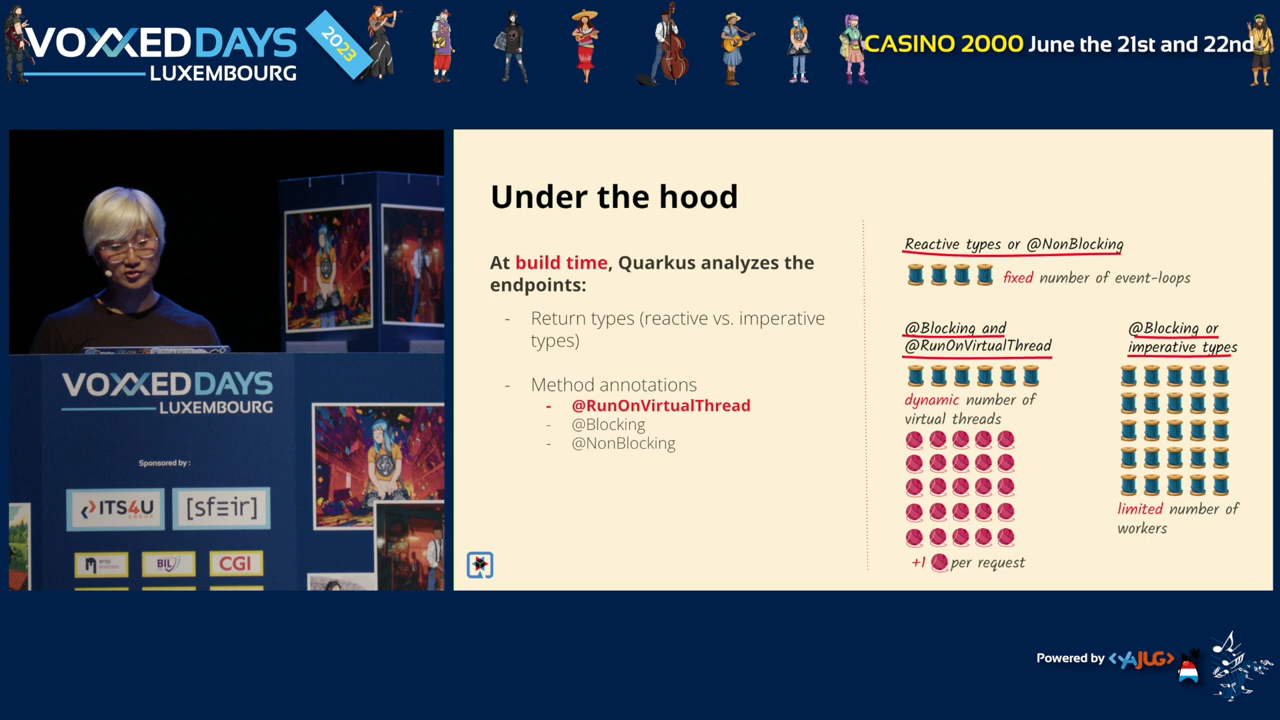 VOXXED DAYS
LUXEMBOURG
2023
CASINO 2000 June the 21st and 22nd
VOXXED DAYS
LUXEMBOURG
Sponsored by :
ITS4U
GROUP
[sfeir]
BIL
CGI
Under the hood
At build time, Quarkus analyzes the
endpoints:
- Return types (reactive vs. imperative
types)
- Method annotations
- @RunOnVirtualThread
- @Blocking
- @NonBlocking
Reactive types or @NonBlocking
fixed number of event-loops
@Blocking and
@RunOnVirtualThread
dynamic number of
virtual threads
+1 per request
@Blocking or
imperative types
limited number of
workers
Powered by <YAJUG>